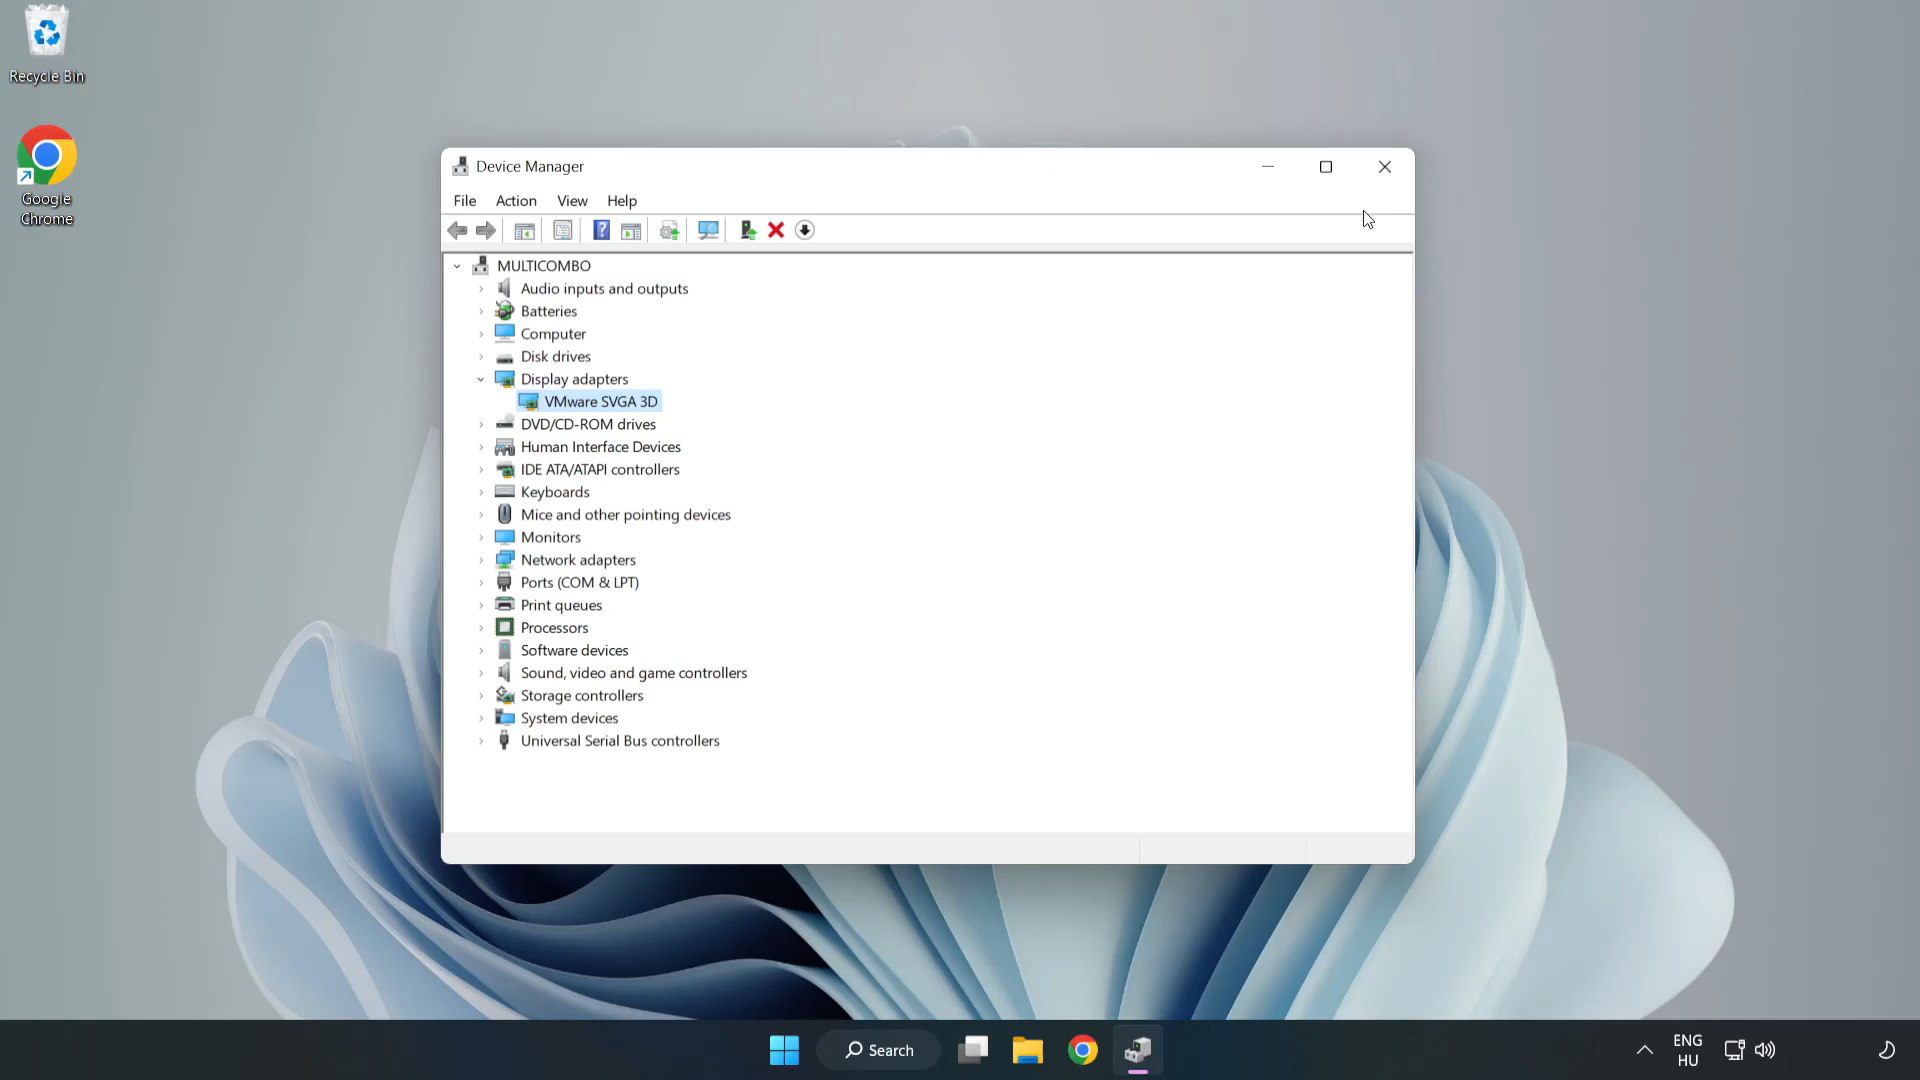 Recycle Bin
Google
Chrome
Device Manager
File Action View Help
MULTICOMBO
Audio inputs and outputs
Batteries
Computer
Disk drives
Display adapters
VMware SVGA 3D
DVD/CD-ROM drives
Human Interface Devices
IDE ATA/ATAPI controllers
Keyboards
Mice and other pointing devices
Monitors
Network adapters
Ports (COM & LPT)
Print queues
Processors
Software devices
Sound, video and game controllers
Storage controllers
System devices
Universal Serial Bus controllers
Search
ENG
HU